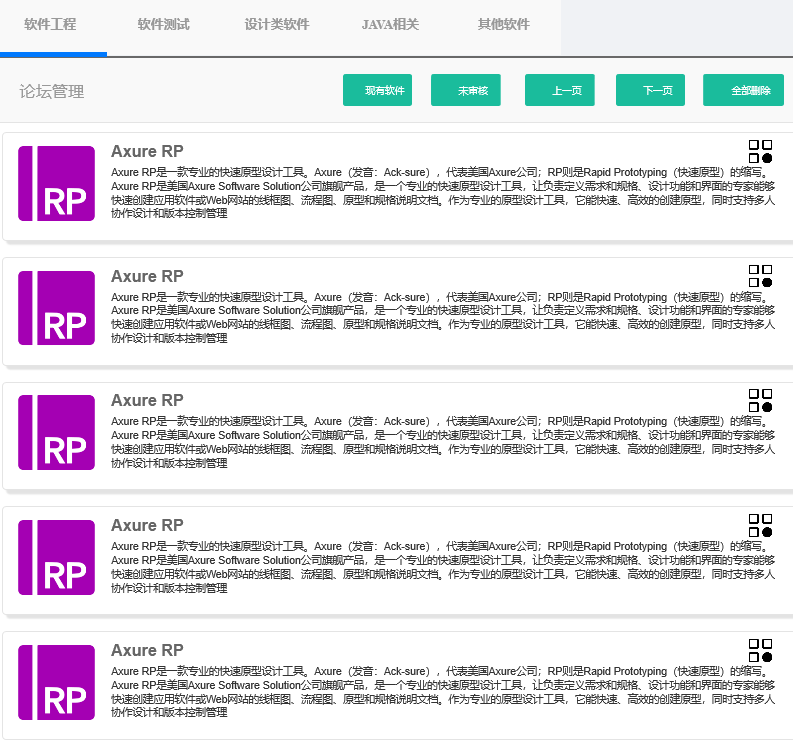 软件工程 软件测试 设计类软件 JAVA相关 其他软件
论坛管理 现有软件 未审核 上一页 下一页 全部删除
Axure RP
Axure RP是一款专业的快速原型设计工具。Axure（发音：Ack-sure），代表美国Axure公司；RP则是Rapid Prototyping（快速原型）的缩写。
Axure RP是美国Axure Software Solution公司旗舰产品，是一个专业的快速原型设计工具，让负责定义需求和规格、设计功能和界面的专家能够
快速创建应用软件或Web网站的线框图、流程图、原型和规格说明文档。作为专业的原型设计工具，它能快速、高效的创建原型，同时支持多人
协作设计和版本控制管理
RP
Axure RP
Axure RP是一款专业的快速原型设计工具。Axure（发音：Ack-sure），代表美国Axure公司；RP则是Rapid Prototyping（快速原型）的缩写。
Axure RP是美国Axure Software Solution公司旗舰产品，是一个专业的快速原型设计工具，让负责定义需求和规格、设计功能和界面的专家能够
快速创建应用软件或Web网站的线框图、流程图、原型和规格说明文档。作为专业的原型设计工具，它能快速、高效的创建原型，同时支持多人
协作设计和版本控制管理
RP
Axure RP
Axure RP是一款专业的快速原型设计工具。Axure（发音：Ack-sure），代表美国Axure公司；RP则是Rapid Prototyping（快速原型）的缩写。
Axure RP是美国Axure Software Solution公司旗舰产品，是一个专业的快速原型设计工具，让负责定义需求和规格、设计功能和界面的专家能够
快速创建应用软件或Web网站的线框图、流程图、原型和规格说明文档。作为专业的原型设计工具，它能快速、高效的创建原型，同时支持多人
协作设计和版本控制管理
RP
Axure RP
Axure RP是一款专业的快速原型设计工具。Axure（发音：Ack-sure），代表美国Axure公司；RP则是Rapid Prototyping（快速原型）的缩写。
Axure RP是美国Axure Software Solution公司旗舰产品，是一个专业的快速原型设计工具，让负责定义需求和规格、设计功能和界面的专家能够
快速创建应用软件或Web网站的线框图、流程图、原型和规格说明文档。作为专业的原型设计工具，它能快速、高效的创建原型，同时支持多人
协作设计和版本控制管理
RP
Axure RP
Axure RP是一款专业的快速原型设计工具。Axure（发音：Ack-sure），代表美国Axure公司；RP则是Rapid Prototyping（快速原型）的缩写。
Axure RP是美国Axure Software Solution公司旗舰产品，是一个专业的快速原型设计工具，让负责定义需求和规格、设计功能和界面的专家能够
快速创建应用软件或Web网站的线框图、流程图、原型和规格说明文档。作为专业的原型设计工具，它能快速、高效的创建原型，同时支持多人
协作设计和版本控制管理
RP